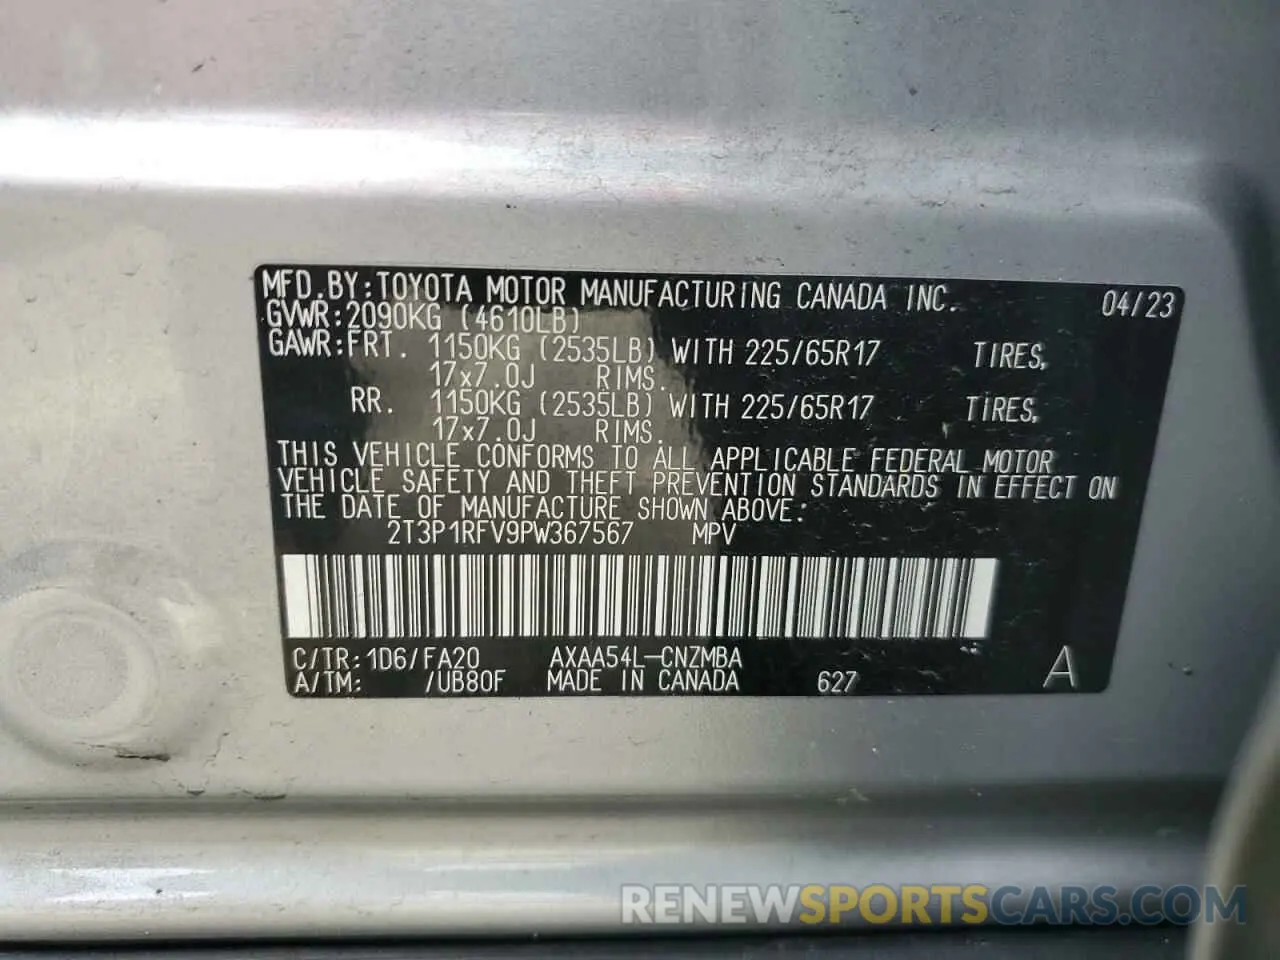 MFD.BY:TOYOTA MOTOR MANUFACTURING CANADA INC. 04/23
GVWR:2090KG (4610LB)
GAWR:FRT. 1150KG (2535LB) WITH 225/65R17 TIRES,
17x7.0J RIMS.
RR. 1150KG (2535LB) WITH 225/65R17 TIRES,
17x7.0J RIMS.
THIS VEHICLE CONFORMS TO ALL APPLICABLE FEDERAL MOTOR
VEHICLE SAFETY AND THEFT PREVENTION STANDARDS IN EFFECT ON
THE DATE OF MANUFACTURE SHOWN ABOVE:
2T3P1RFV9PW367567 MPV
C/TR:1D6/FA20 AXAA54L-CNZMBA
A/TM: /UB80F MADE IN CANADA 627 A
RENEWSPORTSCARS.COM